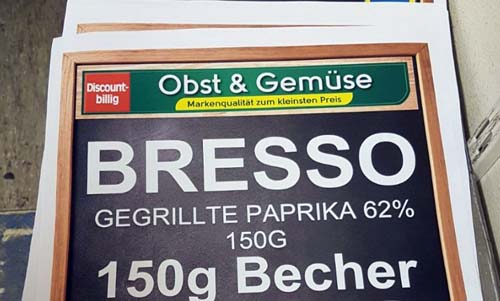 Discount-
billig
Obst & Gemüse
Markenqualität zum kleinsten Preis
BRESSO
GEGRILLTE PAPRIKA 62%
150G
150g Becher